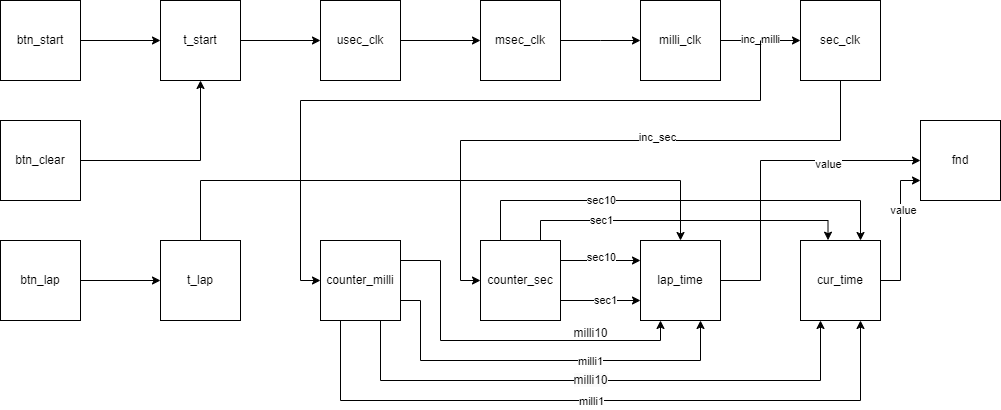 btn_start
t_start
usec_clk
msec_clk
milli_clk
inc_milli
sec_clk
inc_sec
btn_clear
fnd
value
sec10
value
sec1
btn_lap
t_lap
counter_milli
counter_sec
sec10
sec1
lap_time
cur_time
milli10
milli1
milli10
milli1